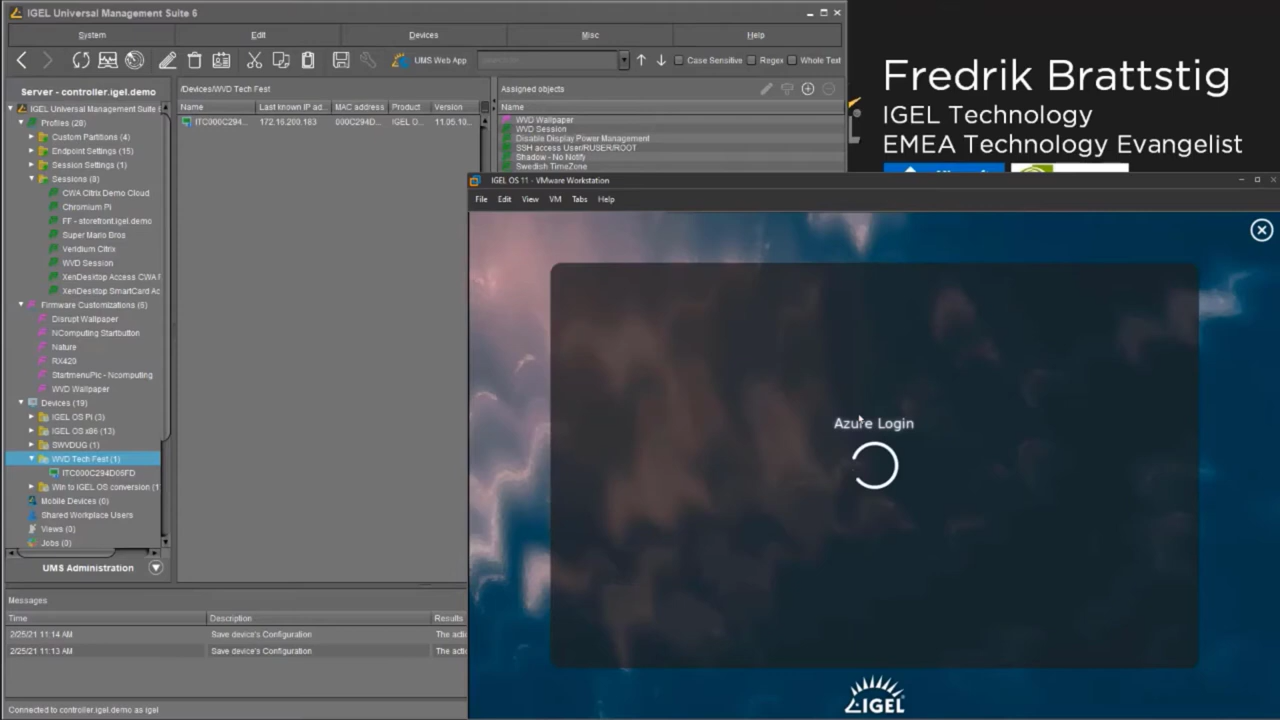 IGEL Universal Management Suite 6
System Edit Devices Misc Help
UMS Web App Case Sensitive Regex Whole Text
Server - controller.igel.demo
IGEL Universal Management Suite
Profiles (28)
Custom Partitions (4)
Endpoint Settings (15)
Session Settings (1)
Sessions (8)
CWA Citrix Demo Cloud
Chromium Pi
FF - storefront.igel.demo
Super Mario Bros
Veridium Citrix
WVD Session
XenDesktop Access CWA
XenDesktop SmartCard Ac
Firmware Customizations (6)
Disrupt Wallpaper
NComputing Startbutton
Nature
RX420
StartmenuPic - Ncomputing
WVD Wallpaper
Devices (19)
IGEL OS Pi (3)
IGEL OS x86 (13)
SWVDUG (1)
WVD Tech Fest (1)
ITC000C294D06FD
Win to IGEL OS conversion (1
Mobile Devices (0)
Shared Workplace Users
Views (0)
Jobs (0)
UMS Administration
/Devices/WVD Tech Fest
Name Last known IP ad... MAC address Product Version
ITC000C294... 172.16.200.183 000C294D... IGEL O... 11.05.10...
Assigned objects
Name
WVD Wallpaper
WVD Session
Disable Display Power Management
SSH access User/RUSER/ROOT
Shadow - No Notify
Swedish TimeZone
Messages
Time Description Results
2/25/21 11:14 AM Save device's Configuration The acti
2/25/21 11:13 AM Save device's Configuration The acti
Connected to controller.igel.demo as igel
Fredrik Brattstig
IGEL Technology
EMEA Technology Evangelist
IGEL OS 11 - VMware Workstation
File Edit View VM Tabs Help
Azure Login
IGEL